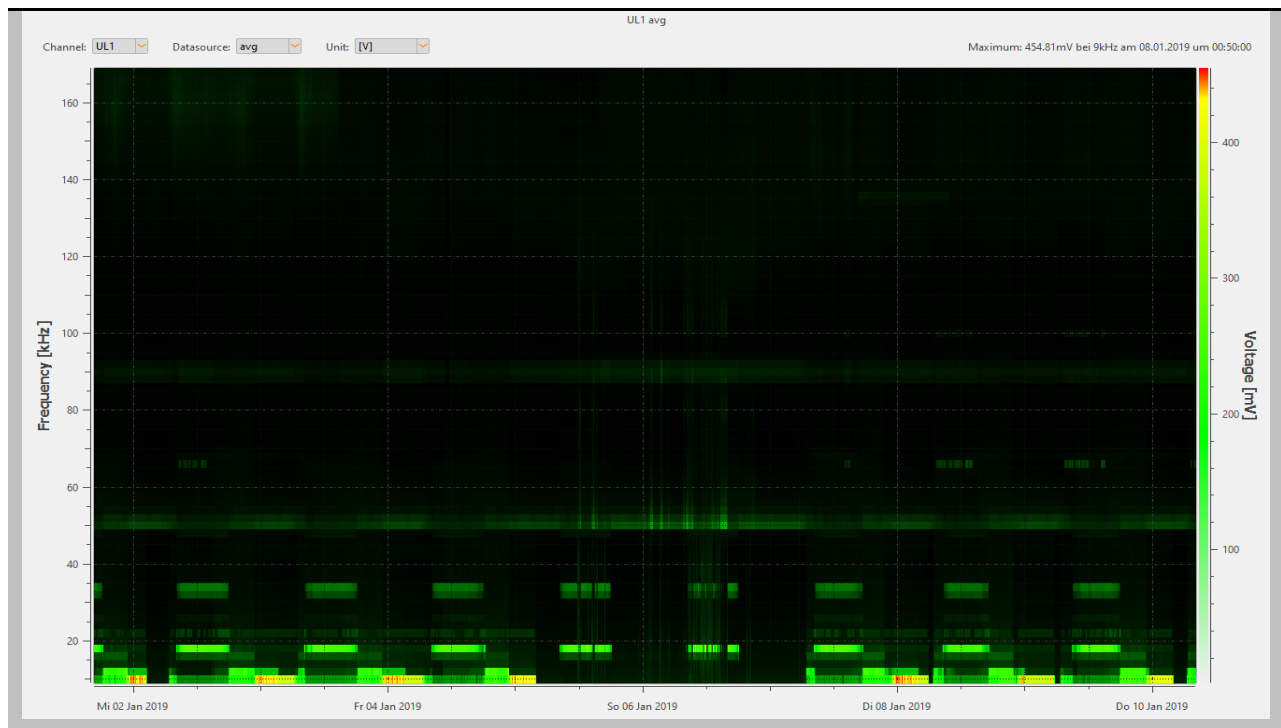 UL1 avg
Channel: UL1 Datasource: avg Unit: [V] Maximum: 454.81mV bei 9kHz am 08.01.2019 um 00:50:00
160
140
120
100
80
60
40
20
Frequency [kHz]
400
300
200
100
Voltage [mV]
Mi 02 Jan 2019 Fr 04 Jan 2019 So 06 Jan 2019 Di 08 Jan 2019 Do 10 Jan 2019